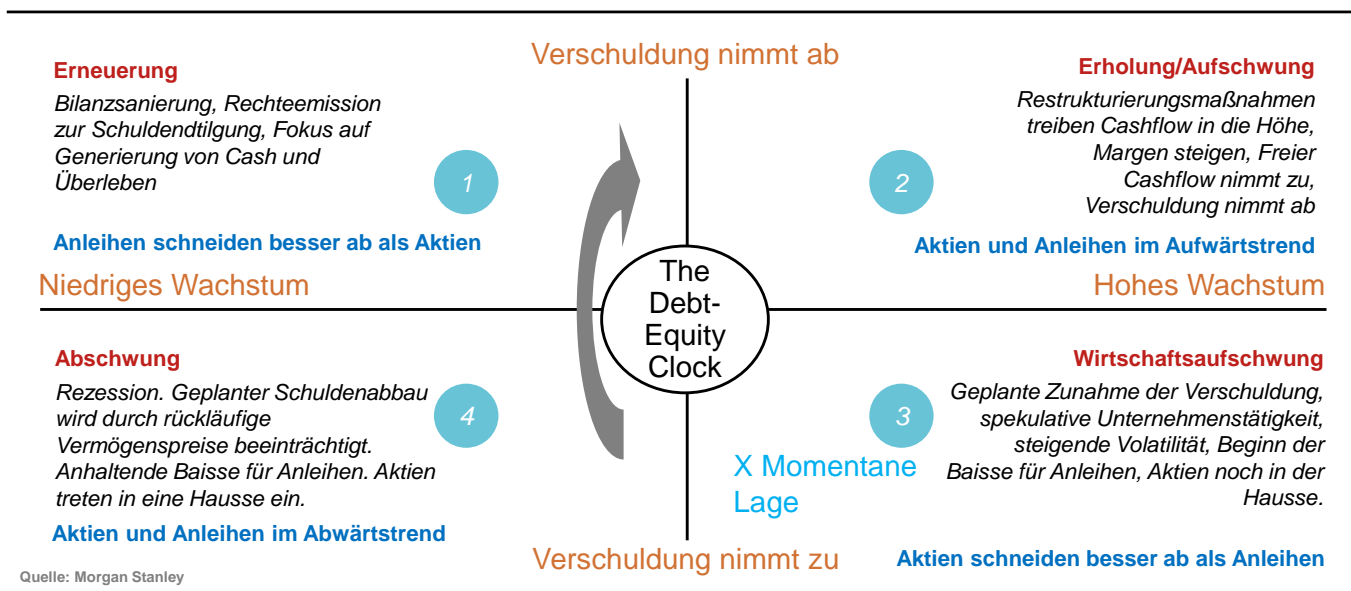 Verschuldung nimmt ab
Erneuerung
Bilanzsanierung, Rechteemission
zur Schuldendtilgung, Fokus auf
Generierung von Cash und
Überleben
1
Anleihen schneiden besser ab als Aktien
Erholung/Aufschwung
Restrukturierungsmaßnahmen
treiben Cashflow in die Höhe,
Margen steigen, Freier
Cashflow nimmt zu,
Verschuldung nimmt ab
2
Aktien und Anleihen im Aufwärtstrend
Niedriges Wachstum
Hohes Wachstum
The
Debt-
Equity
Clock
Abschwung
Rezession. Geplanter Schuldenabbau
wird durch rückläufige
Vermögenspreise beeinträchtigt.
Anhaltende Baisse für Anleihen. Aktien
treten in eine Hausse ein.
4
Aktien und Anleihen im Abwärtstrend
Wirtschaftsaufschwung
Geplante Zunahme der Verschuldung,
spekulative Unternehmenstätigkeit,
steigende Volatilität, Beginn der
Baisse für Anleihen, Aktien noch in der
Hausse.
3
X Momentane
Lage
Verschuldung nimmt zu
Aktien schneiden besser ab als Anleihen
Quelle: Morgan Stanley